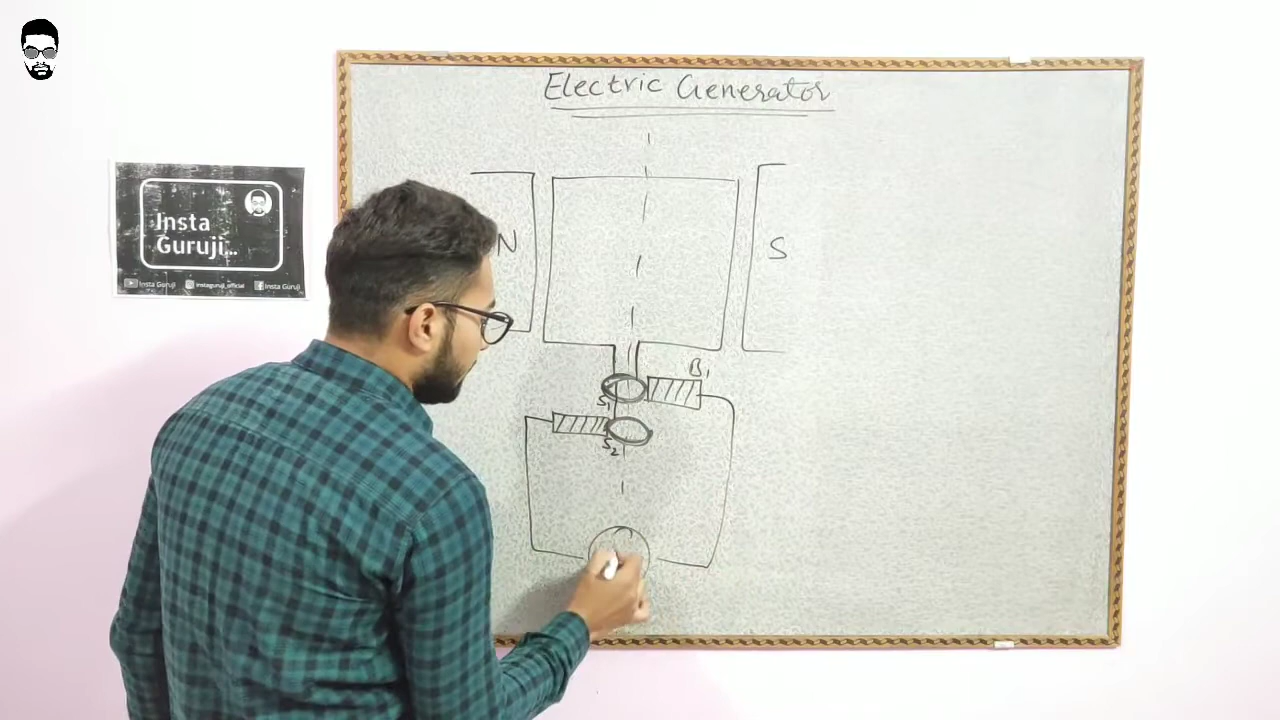 Electric Generator
Insta
Guruji...
Insta Guruji
instaguruji_official
Insta Guruji
N
S
B1
S1
S2